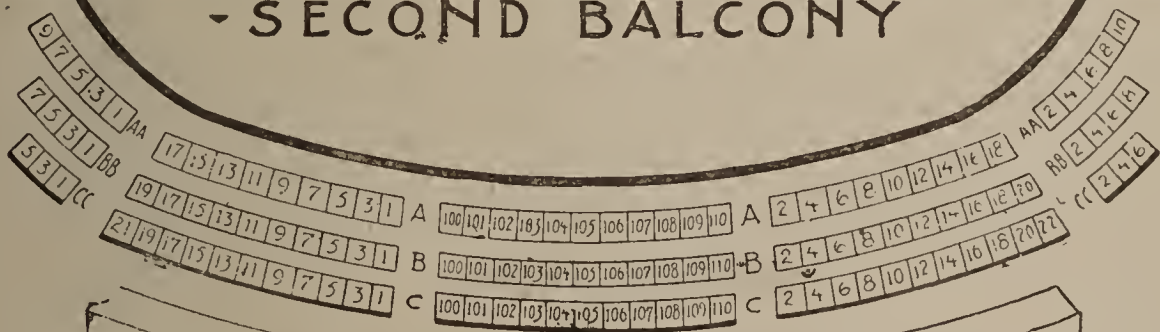 SECOND BALCONY
9 7 5 3 1 AA 17 15 13 11 9 7 5 3 1 A 100 101 102 183 104 105 106 107 108 109 110 A 2 4 6 8 10 12 14 16 18 AA 2 4 6 8 10
7 5 3 1 BB 19 17 15 13 11 9 7 5 3 1 B 100 101 102 103 104 105 106 107 108 109 110 B 2 4 6 8 10 12 14 16 18 20 BB 2 4 6 8
5 3 1 CC 21 19 17 15 13 11 9 7 5 3 1 C 100 101 102 103 104 105 106 107 108 109 110 C 2 4 6 8 10 12 14 16 18 20 22 CC 2 4 6